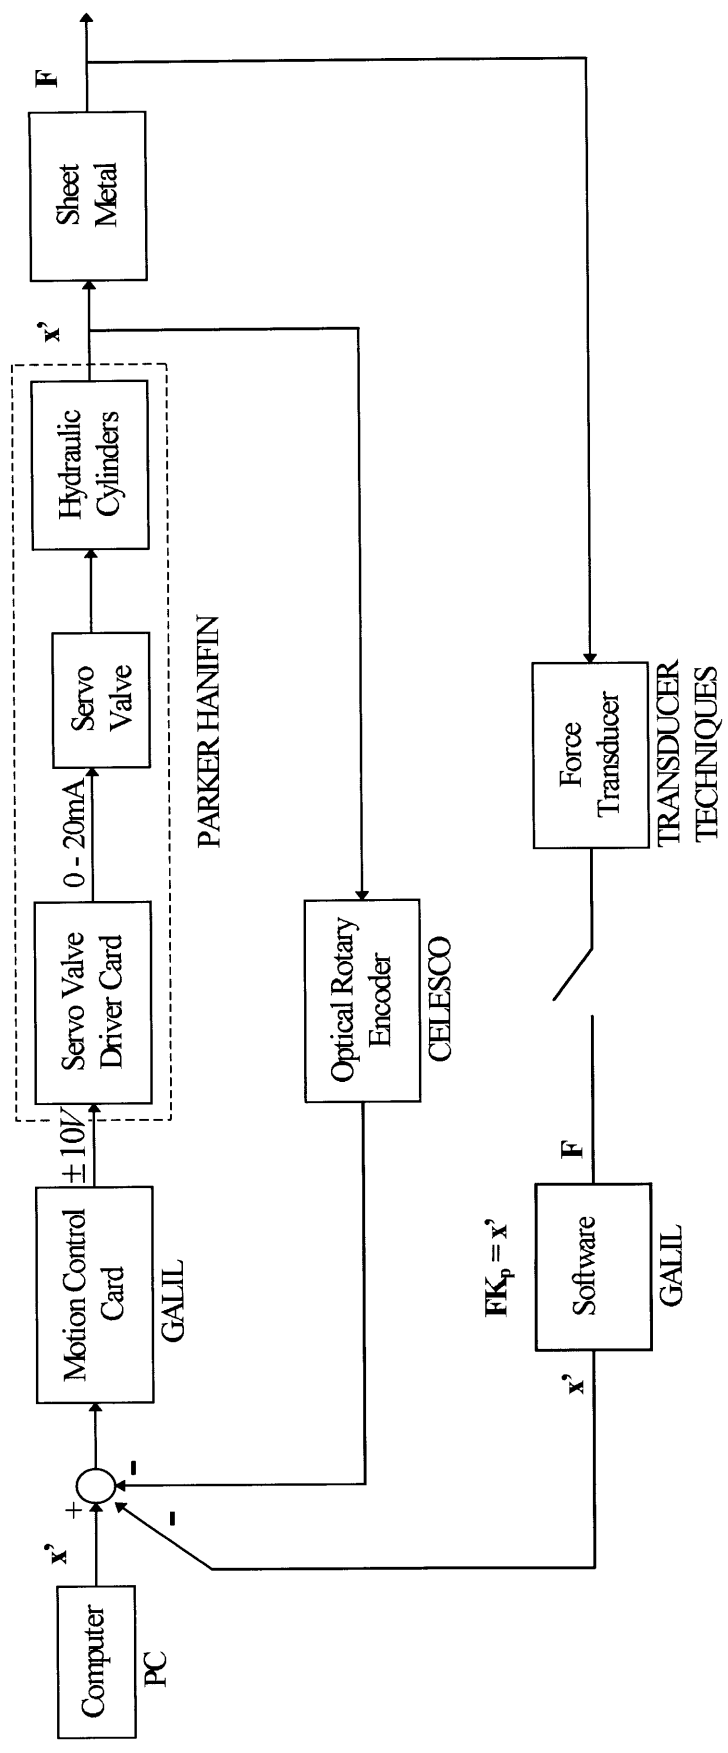 Computer
PC
x'
+
-
-
Motion Control
Card
GALIL
± 10V
Servo Valve
Driver Card
0 - 20mA
Servo
Valve
Hydraulic
Cylinders
PARKER HANIFIN
x'
Sheet
Metal
F
Optical Rotary
Encoder
CELESCO
x'
FKp = x'
Software
GALIL
F
Force
Transducer
TRANSDUCER
TECHNIQUES